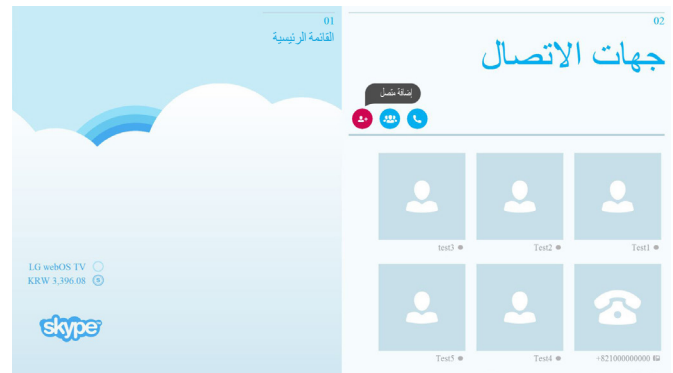 01
القائمة الرئيسية
LG webOS TV
KRW 3,396.08
skype
02
جهات الاتصال
إضافة متصل
Test1
Test2
test3
+821000000000
Test4
Test5